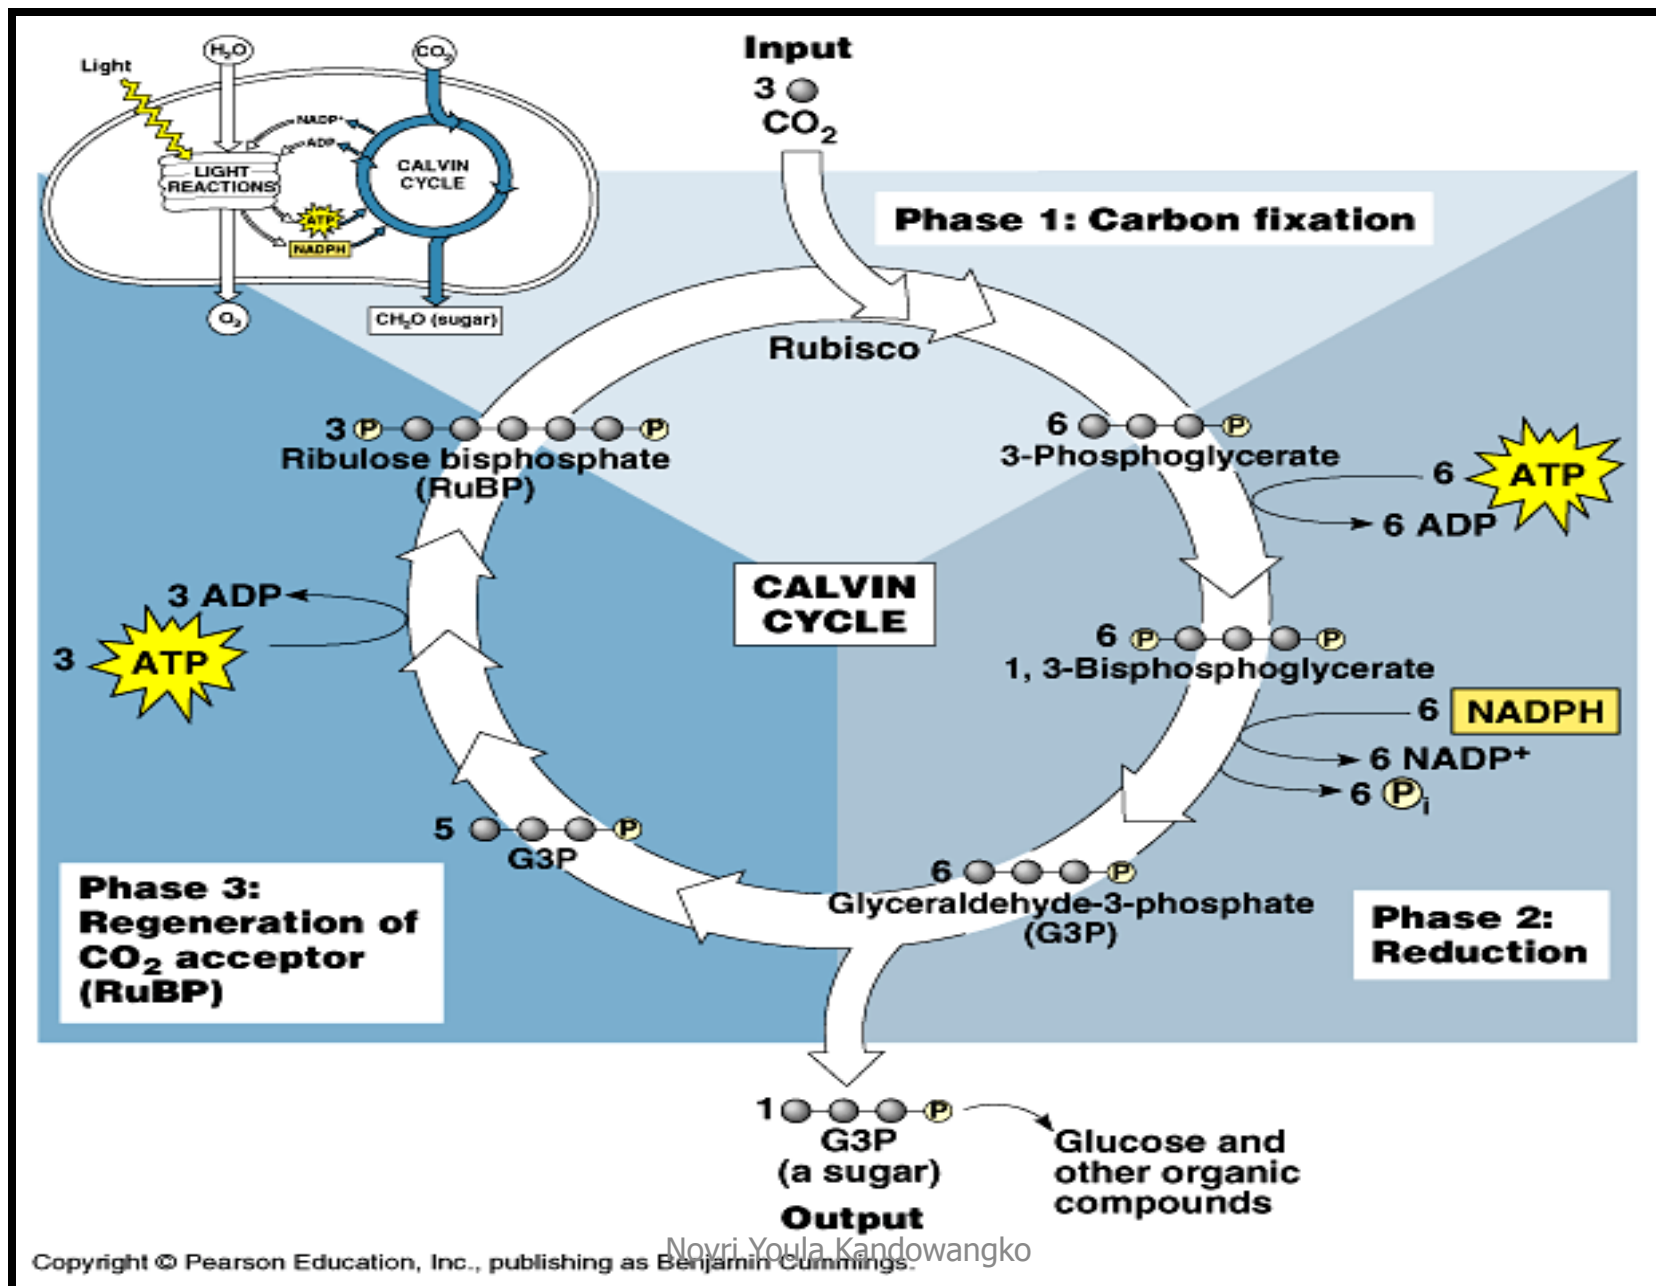 Light
H₂O
CO₂
NADP⁺
ADP
LIGHT
REACTIONS
CALVIN
CYCLE
ATP
NADPH
O₂
CH₂O (sugar)
Input
3
CO₂
Phase 1: Carbon fixation
Rubisco
3 P P
Ribulose bisphosphate
(RuBP)
6 P
3-Phosphoglycerate
6 ATP
6 ADP
CALVIN
CYCLE
3 ADP
3 ATP
6 P P
1, 3-Bisphosphoglycerate
6 NADPH
6 NADP⁺
6 Pᵢ
5 P
G3P
6 P
Glyceraldehyde-3-phosphate
(G3P)
Phase 3:
Regeneration of
CO₂ acceptor
(RuBP)
Phase 2:
Reduction
1 P
G3P
(a sugar)
Glucose and
other organic
compounds
Output
Novri Youla Kandowangko
Copyright © Pearson Education, Inc., publishing as Benjamin Cummings.